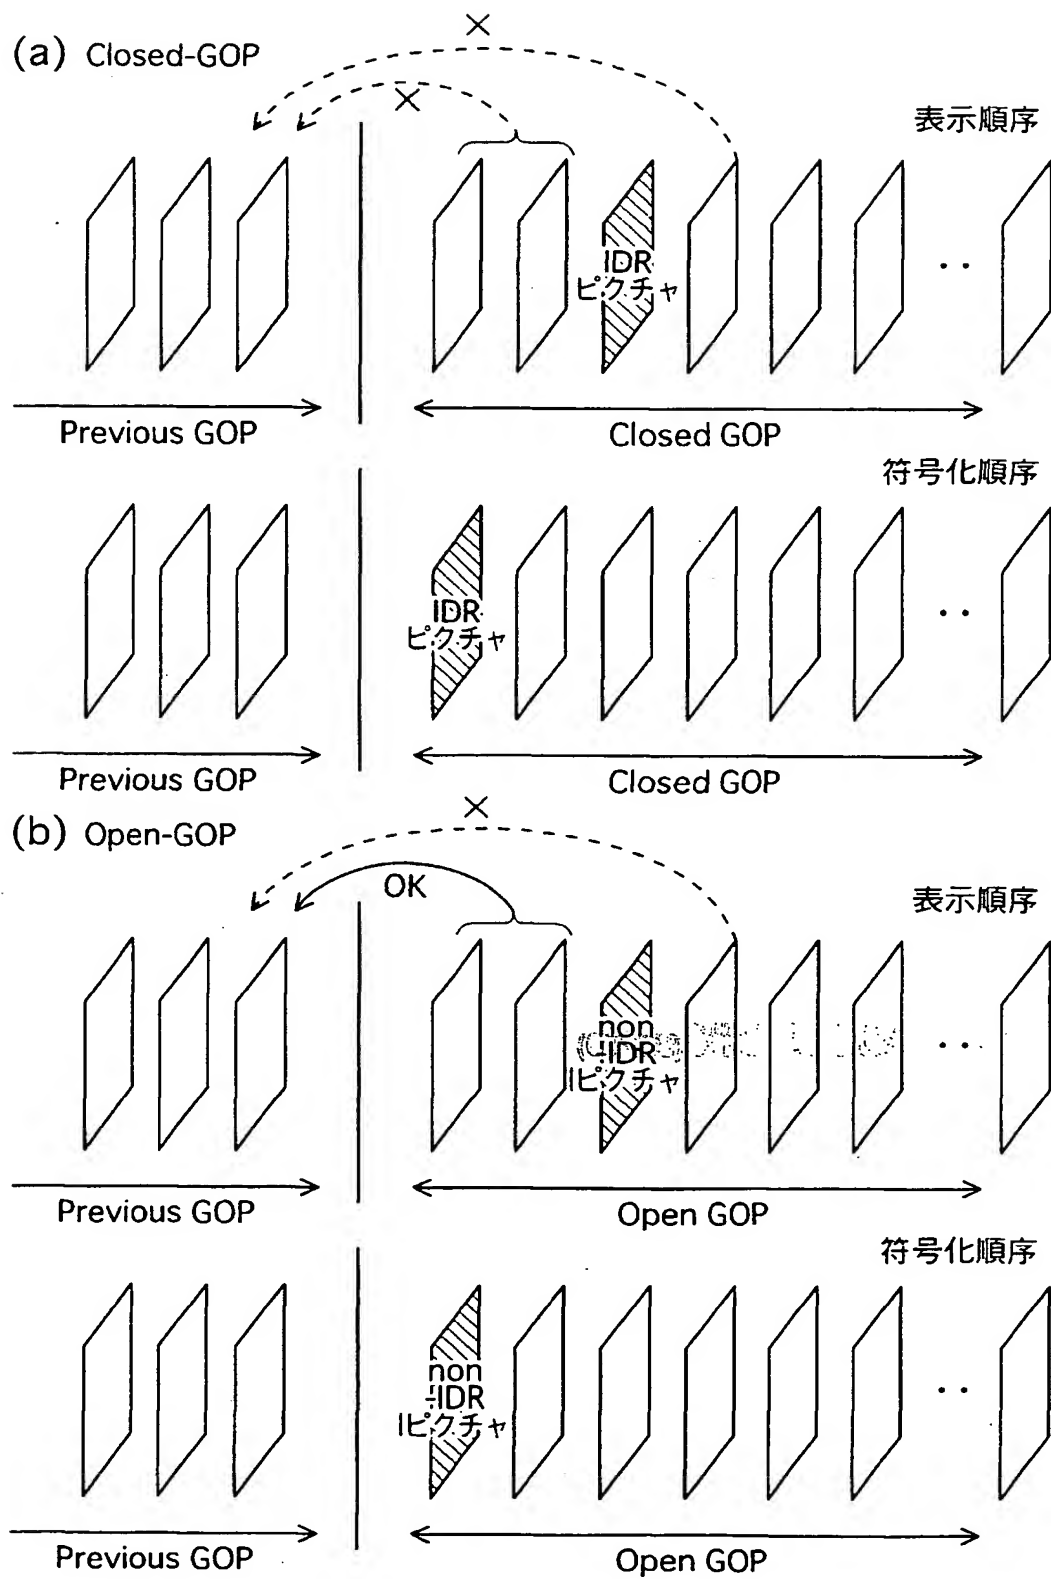 (a) Closed-GOP
×
×
表示順序
IDR
ピクチャ
Previous GOP
Closed GOP
符号化順序
IDR
ピクチャ
Previous GOP
Closed GOP
(b) Open-GOP
×
OK
表示順序
non
-IDR
Iピクチャ
Previous GOP
Open GOP
符号化順序
non
-IDR
Iピクチャ
Previous GOP
Open GOP